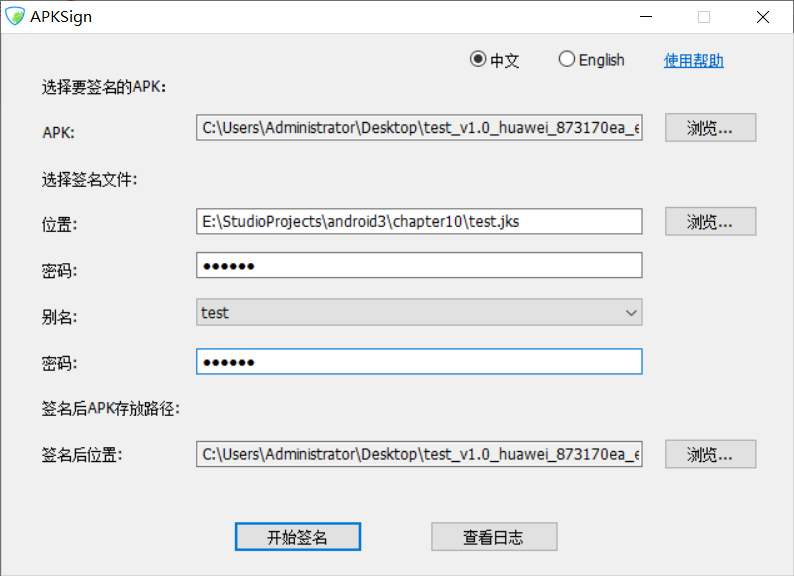 APKSign
中文 English 使用帮助
选择要签名的APK:
APK: C:\Users\Administrator\Desktop\test_v1.0_huawei_873170ea_e 浏览...
选择签名文件:
位置: E:\StudioProjects\android3\chapter10\test.jks 浏览...
密码: ●●●●●●
别名: test
密码: ●●●●●●
签名后APK存放路径:
签名后位置: C:\Users\Administrator\Desktop\test_v1.0_huawei_873170ea_e 浏览...
开始签名 查看日志